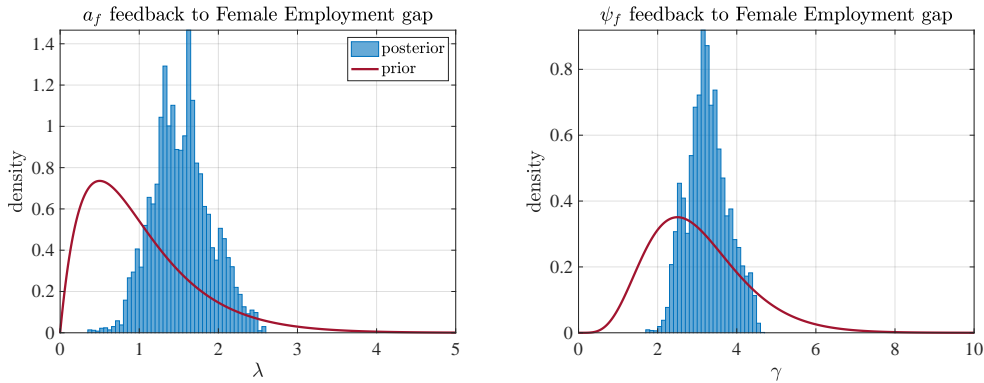 a_f feedback to Female Employment gap
density
1.4
1.2
1
0.8
0.6
0.4
0.2
0
0 1 2 3 4 5
λ
posterior
prior
ψ_f feedback to Female Employment gap
density
0.8
0.6
0.4
0.2
0
0 2 4 6 8 10
γ